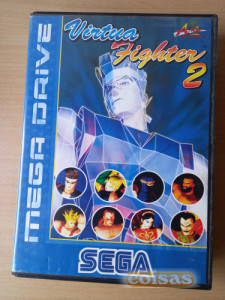 Virtua
Fighter
2
MEGA DRIVE
SEGA
coisas